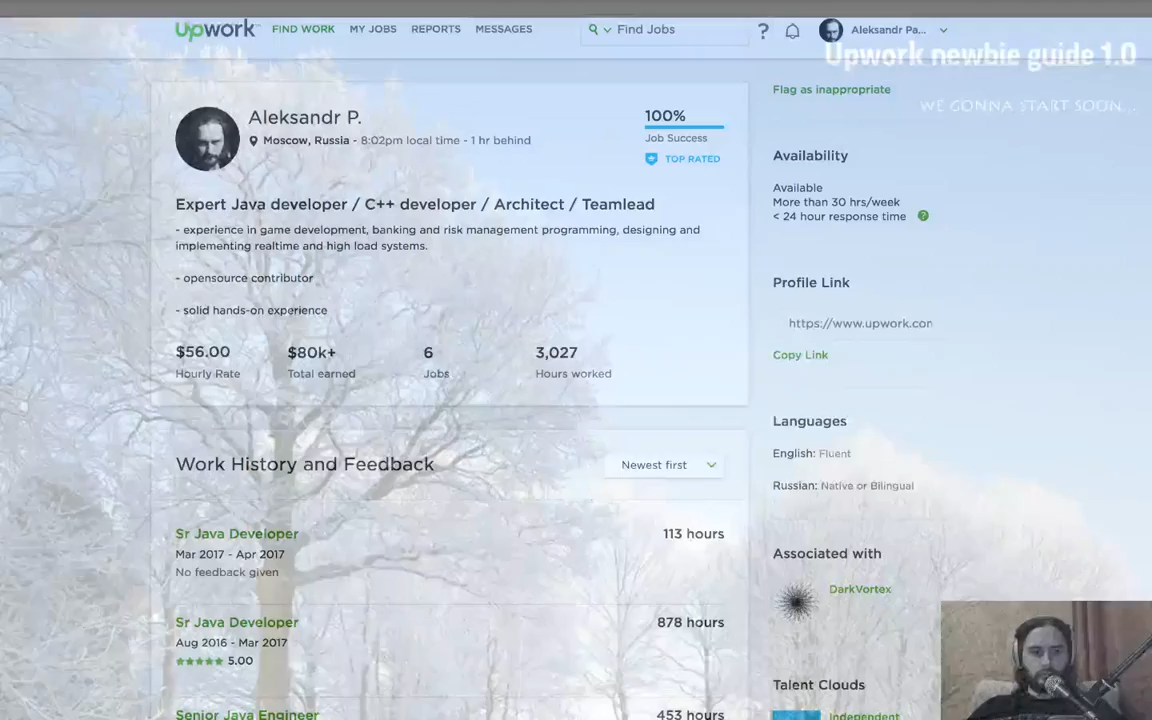 Upwork
FIND WORK
MY JOBS
REPORTS
MESSAGES
Find Jobs
?
Aleksandr Pa...
Upwork newbie guide 1.0
WE GONNA START SOON...
Aleksandr P.
Moscow, Russia - 8:02pm local time - 1 hr behind
100%
Job Success
TOP RATED
Expert Java developer / C++ developer / Architect / Teamlead
- experience in game development, banking and risk management programming, designing and
implementing realtime and high load systems.
- opensource contributor
- solid hands-on experience
$56.00
Hourly Rate
$80k+
Total earned
6
Jobs
3,027
Hours worked
Work History and Feedback
Newest first
Sr Java Developer
113 hours
Mar 2017 - Apr 2017
No feedback given
Sr Java Developer
878 hours
Aug 2016 - Mar 2017
5.00
Senior Java Engineer
453 hours
Flag as inappropriate
Availability
Available
More than 30 hrs/week
< 24 hour response time ?
Profile Link
https://www.upwork.con
Copy Link
Languages
English: Fluent
Russian: Native or Bilingual
Associated with
DarkVortex
Talent Clouds
Independent